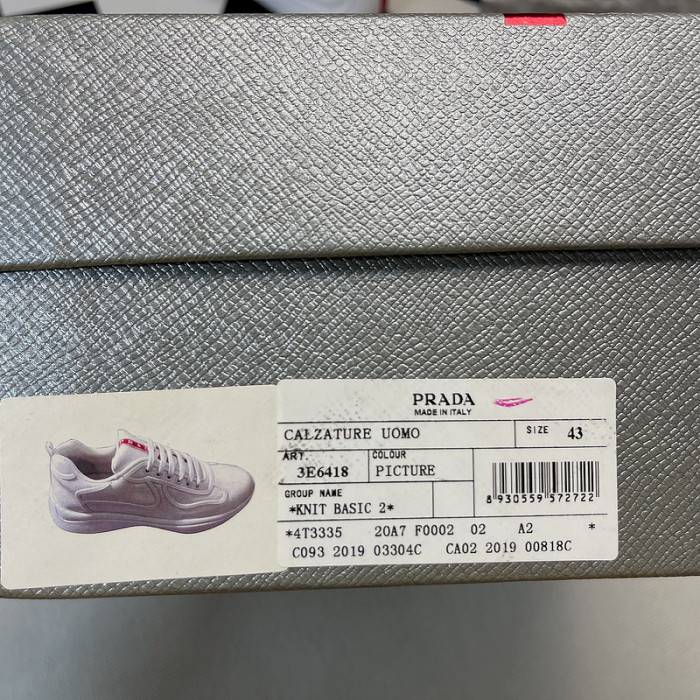 PRADA
MADE IN ITALY
CALZATURE UOMO
SIZE 43
ART. COLOUR
3E6418 PICTURE
8 930559 572722
GROUP NAME
*KNIT BASIC 2*
*4T3335 20A7 F0002 02 A2 *
C093 2019 03304C CA02 2019 00818C